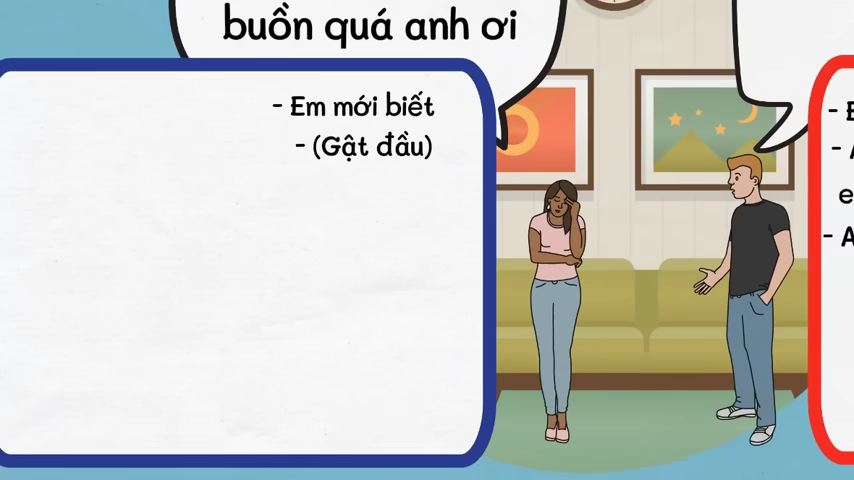 buồn quá anh ơi
- Em mới biết
- (Gật đầu)